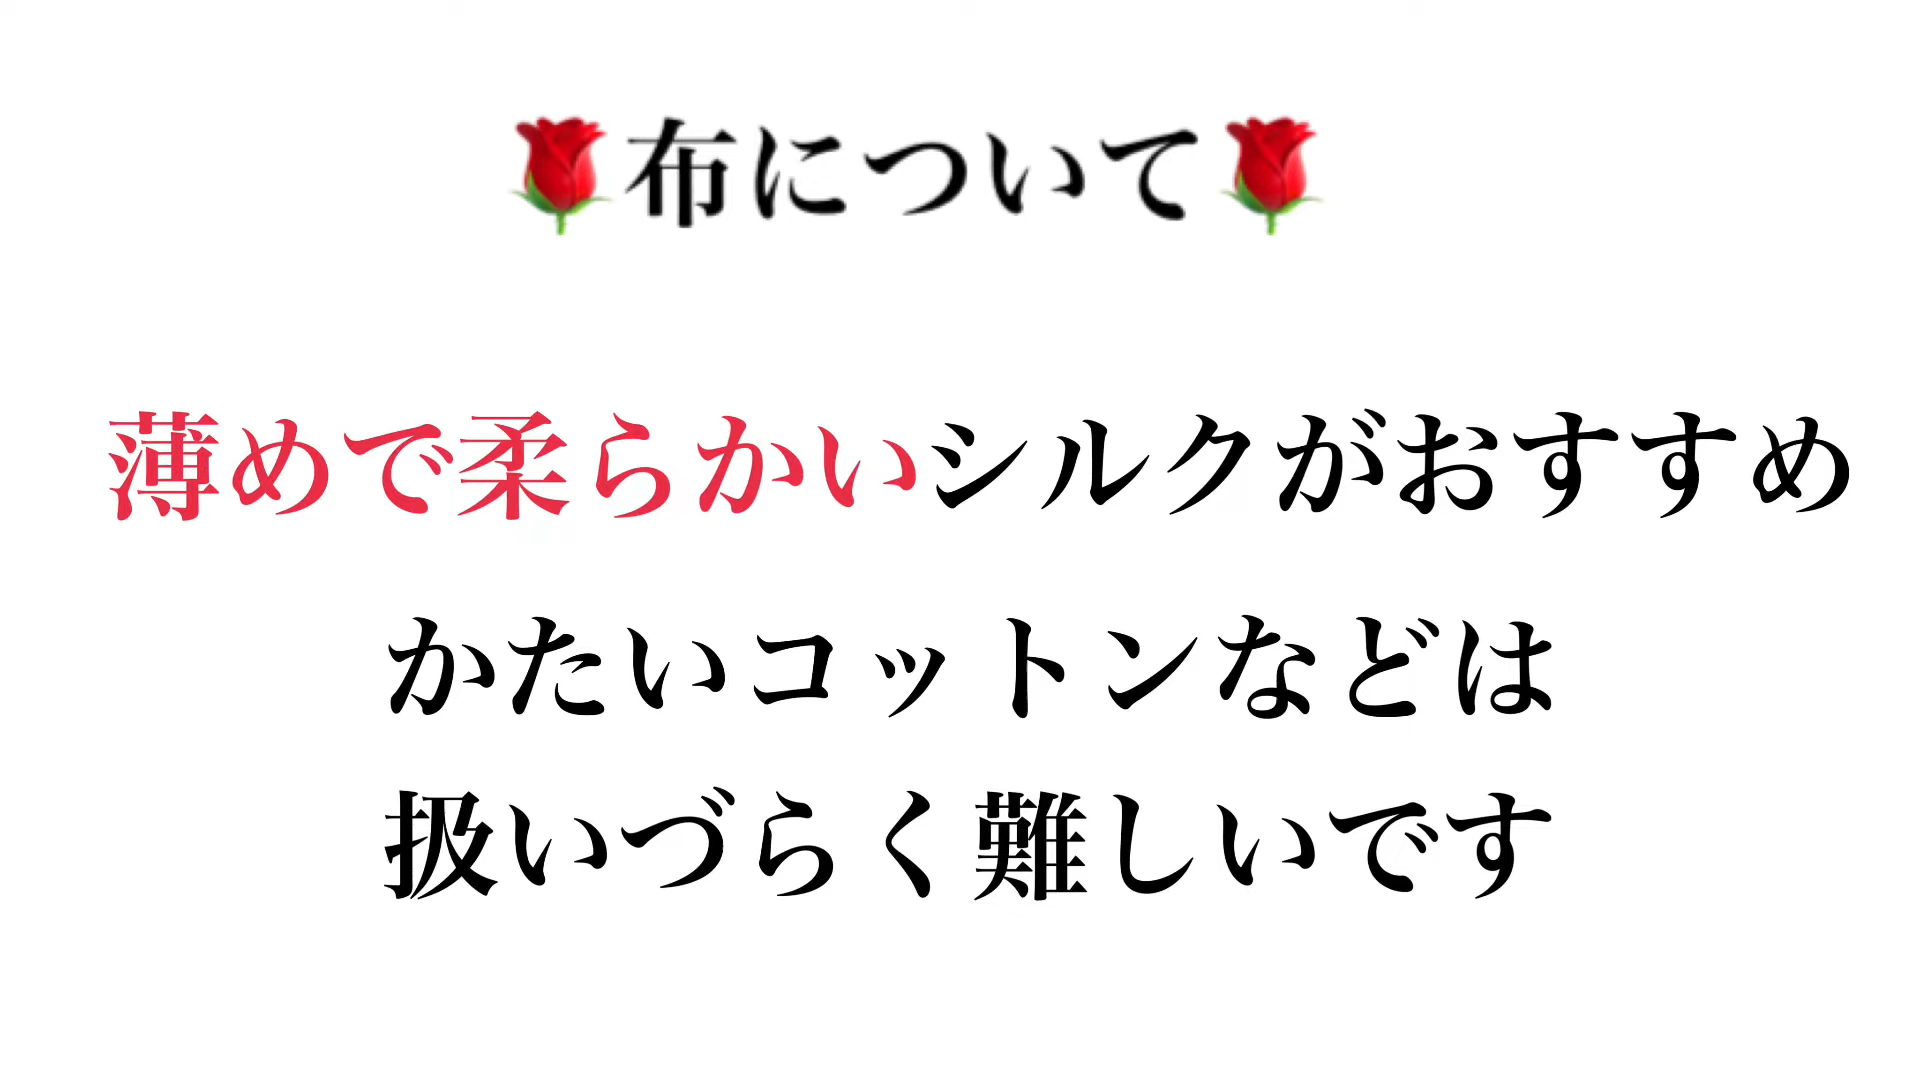 🌹布について🌹
薄めで柔らかいシルクがおすすめ
かたいコットンなどは
扱いづらく難しいです